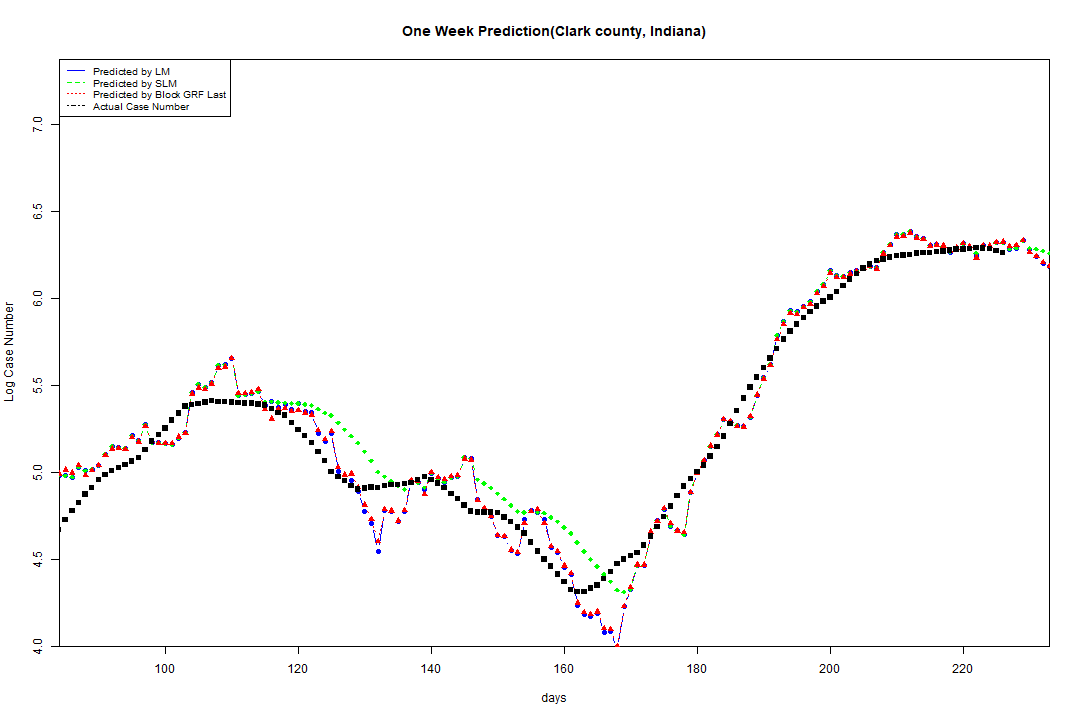 One Week Prediction(Clark county, Indiana)
Predicted by LM
Predicted by SLM
Predicted by Block GRF Last
Actual Case Number
7.0
6.5
6.0
5.5
5.0
4.5
4.0
Log Case Number
100 120 140 160 180 200 220
days